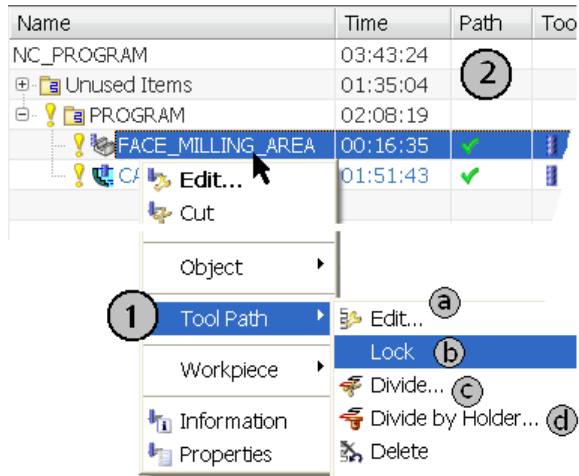 Name Time Path Too
NC_PROGRAM 03:43:24
2
Unused Items 01:35:04
PROGRAM 02:08:19
FACE_MILLING_AREA 00:16:35
CA 01:51:43
Edit...
Cut
Object
1 Tool Path
Workpiece
Information
Properties
Edit... a
Lock b
Divide... c
Divide by Holder... d
Delete